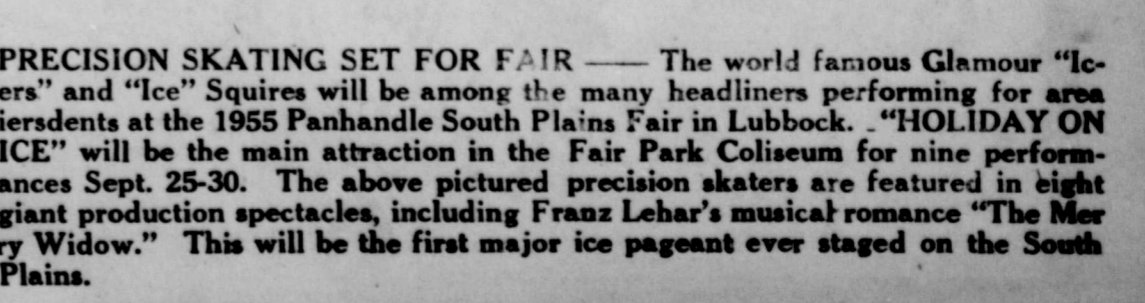 PRECISION SKATING SET FOR FAIR —— The world famous Glamour "Ic-
ers" and "Ice" Squires will be among the many headliners performing for area
iersdents at the 1955 Panhandle South Plains Fair in Lubbock. "HOLIDAY ON
ICE" will be the main attraction in the Fair Park Coliseum for nine perform-
ances Sept. 25-30. The above pictured precision skaters are featured in eight
giant production spectacles, including Franz Lehar's musical romance "The Mer
ry Widow." This will be the first major ice pageant ever staged on the South
Plains.